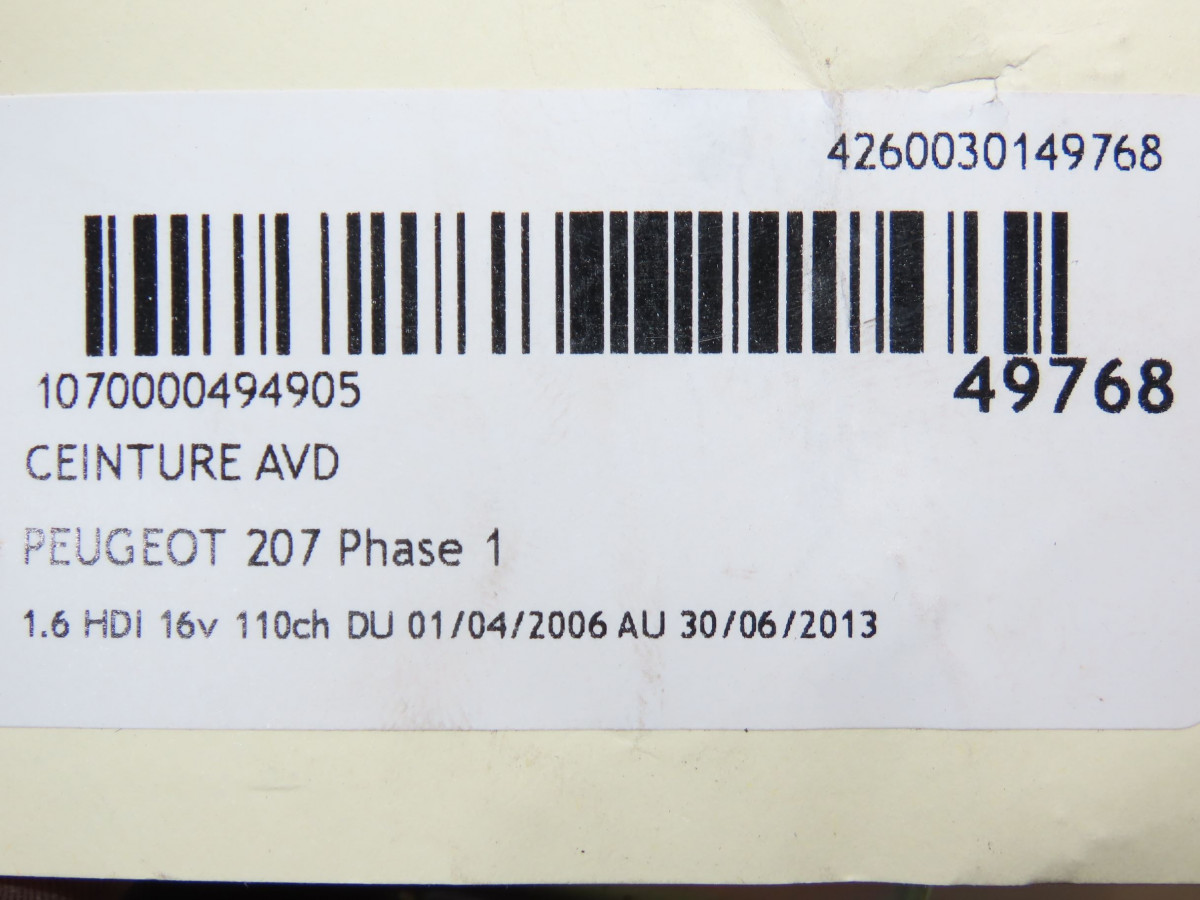 4260030149768
1070000494905
49768
CEINTURE AVD
PEUGEOT 207 Phase 1
1.6 HDI 16v 110ch DU 01/04/2006 AU 30/06/2013